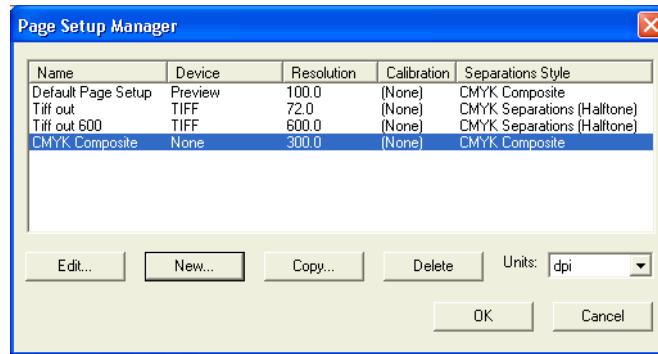 Page Setup Manager
Name Device Resolution Calibration Separations Style
Default Page Setup Preview 100.0 (None) CMYK Composite
Tiff out TIFF 72.0 (None) CMYK Separations (Halftone)
Tiff out 600 TIFF 600.0 (None) CMYK Separations (Halftone)
CMYK Composite None 300.0 (None) CMYK Composite
Edit... New... Copy... Delete Units: dpi
OK Cancel